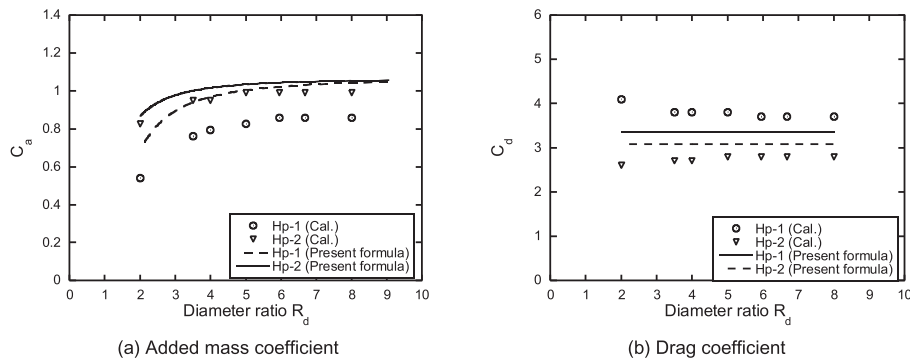 1.4
1.2
1
0.8
0.6
0.4
0.2
0
C_a
Hp-1 (Cal.)
Hp-2 (Cal.)
Hp-1 (Present formula)
Hp-2 (Present formula)
0 1 2 3 4 5 6 7 8 9 10
Diameter ratio R_d
(a) Added mass coefficient
6
5
4
3
2
1
0
C_d
Hp-1 (Cal.)
Hp-2 (Cal.)
Hp-1 (Present formula)
Hp-2 (Present formula)
0 1 2 3 4 5 6 7 8 9 10
Diameter ratio R_d
(b) Drag coefficient